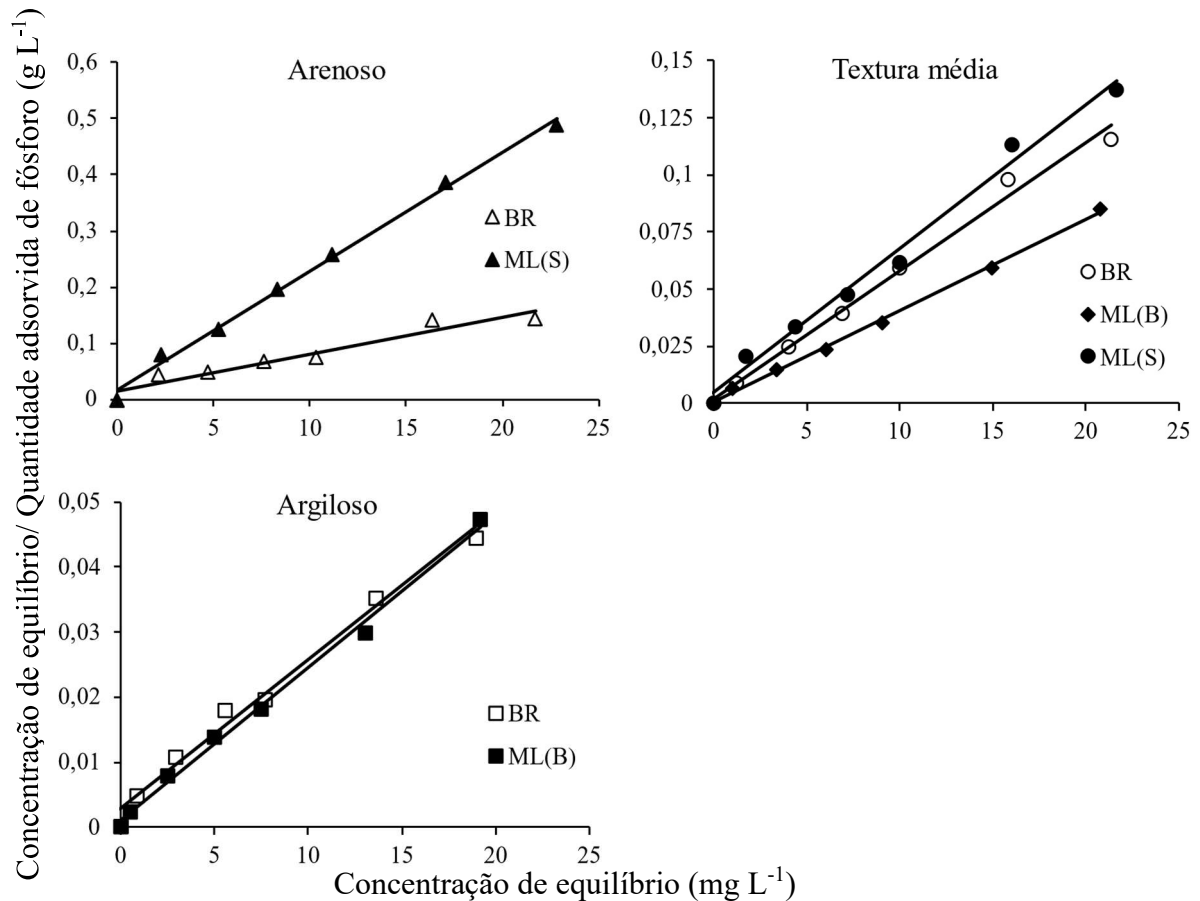 Concentração de equilíbrio/ Quantidade adsorvida de fósforo (g L⁻¹)
Arenoso
0,6
0,5
0,4
0,3
0,2
0,1
0
0 5 10 15 20 25
BR
ML(S)
Textura média
0,15
0,125
0,1
0,075
0,05
0,025
0
0 5 10 15 20 25
BR
ML(B)
ML(S)
Argiloso
0,05
0,04
0,03
0,02
0,01
0
0 5 10 15 20 25
BR
ML(B)
Concentração de equilíbrio (mg L⁻¹)